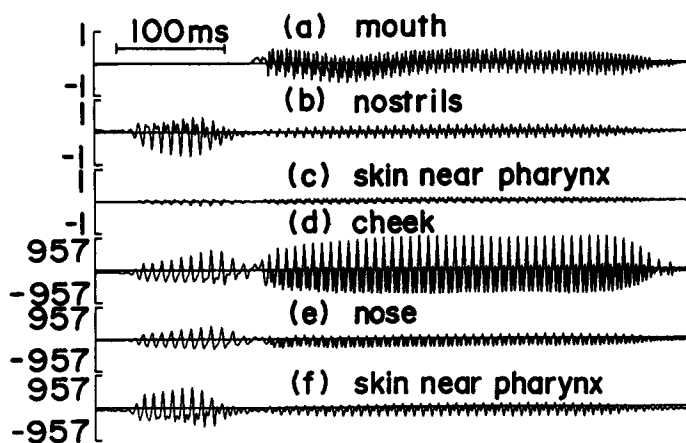 1 100ms (a) mouth
-1
1 (b) nostrils
-1
1 (c) skin near pharynx
-1
957 (d) cheek
-957
957 (e) nose
-957
957 (f) skin near pharynx
-957